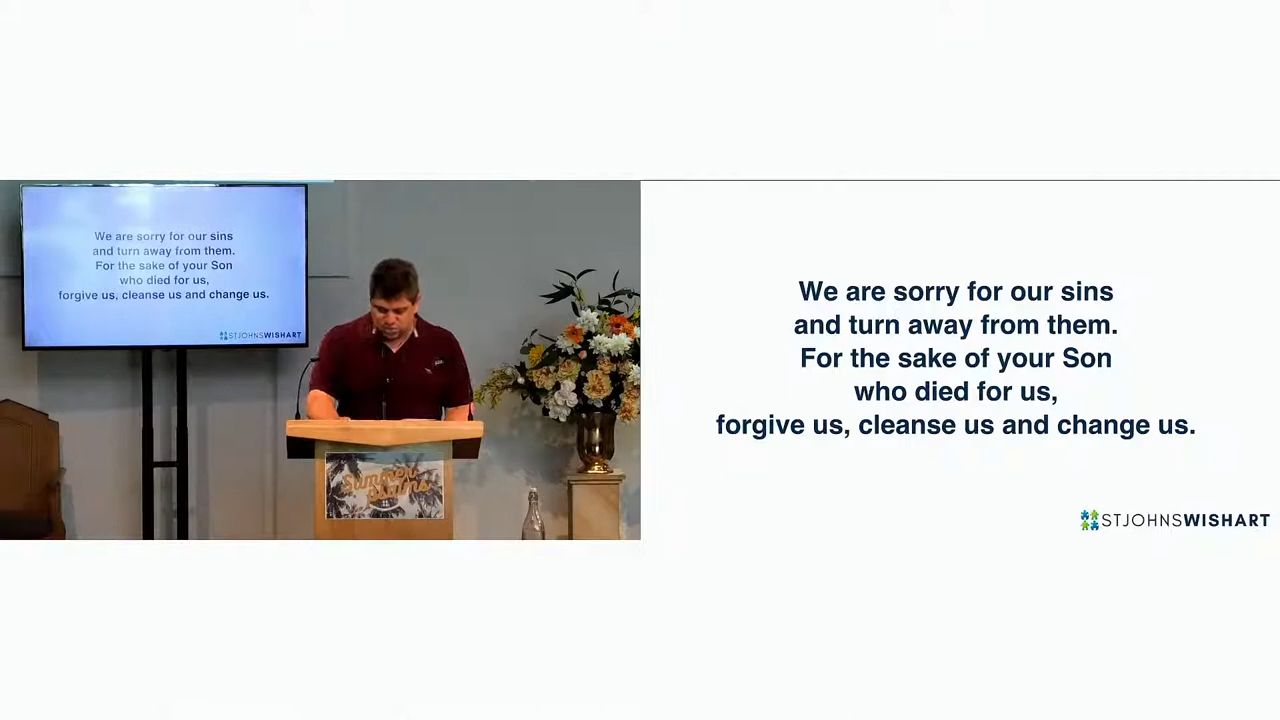 We are sorry for our sins
and turn away from them.
For the sake of your Son
who died for us,
forgive us, cleanse us and change us.
STJOHNSWISHART
Summer
Psalms
We are sorry for our sins
and turn away from them.
For the sake of your Son
who died for us,
forgive us, cleanse us and change us.
STJOHNSWISHART